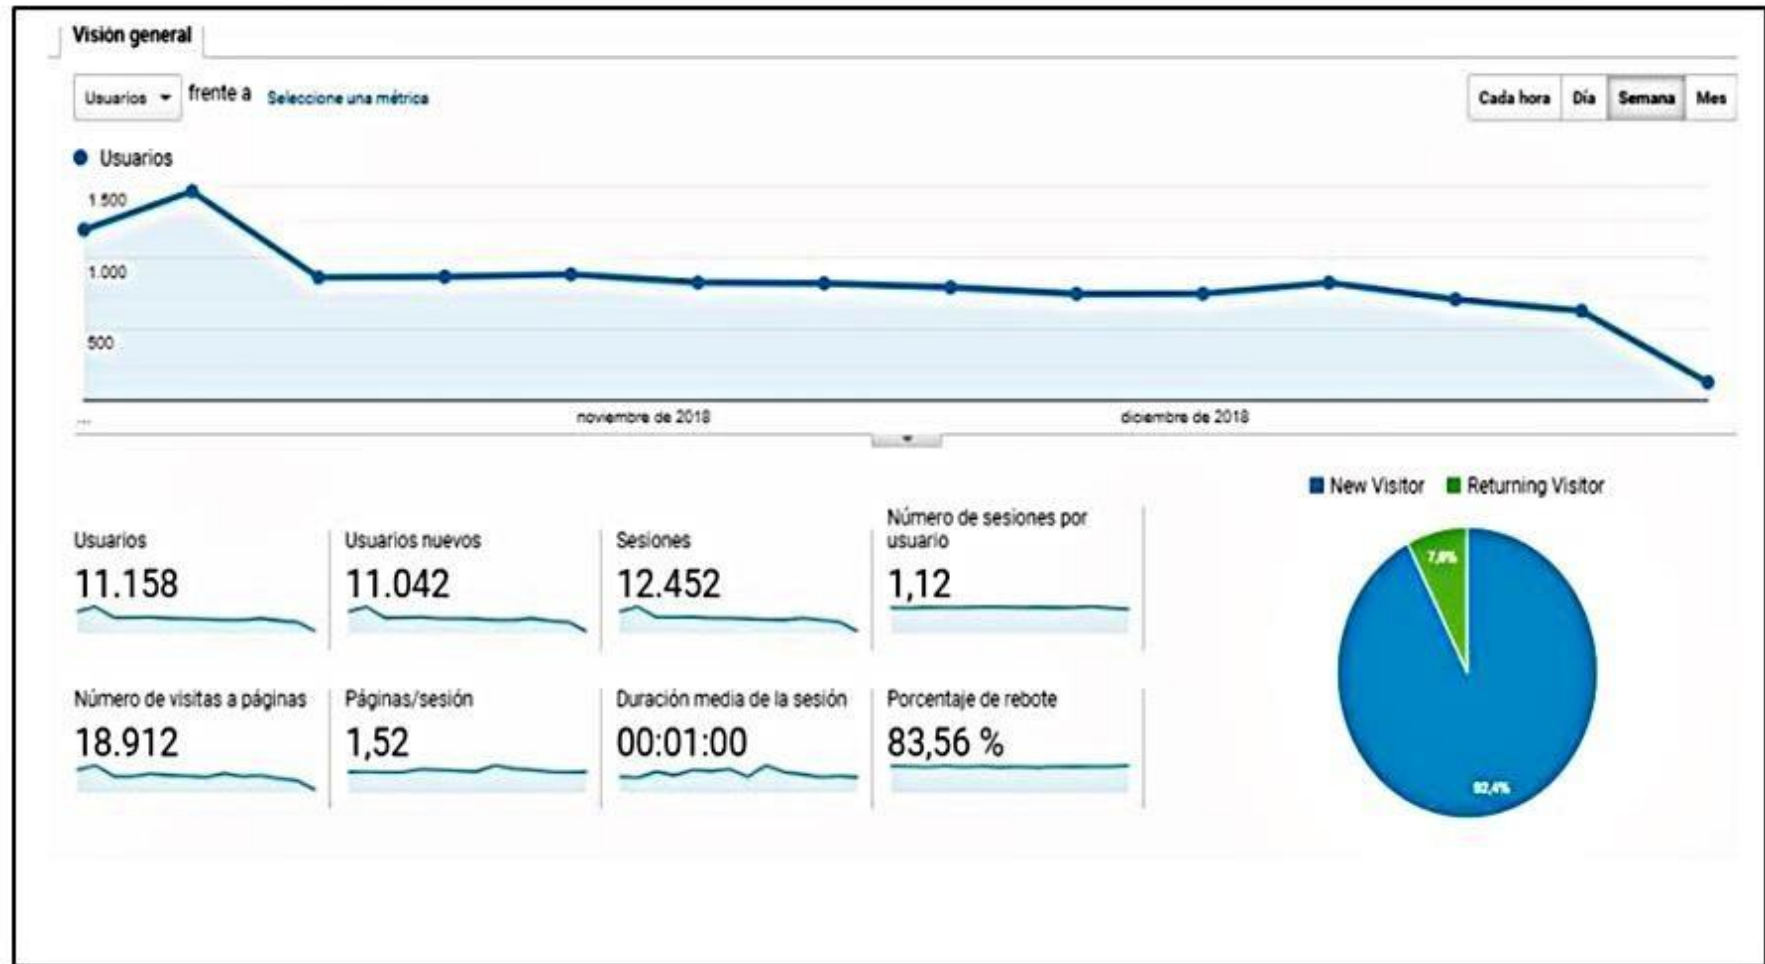 Visión general
Usuarios frente a Seleccione una métrica
Cada hora Día Semana Mes
Usuarios
1.500
1.000
500
...
noviembre de 2018
diciembre de 2018
New Visitor Returning Visitor
Usuarios
11.158
Usuarios nuevos
11.042
Sesiones
12.452
Número de sesiones por
usuario
1,12
Número de visitas a páginas
18.912
Páginas/sesión
1,52
Duración media de la sesión
00:01:00
Porcentaje de rebote
83,56 %
92,4%